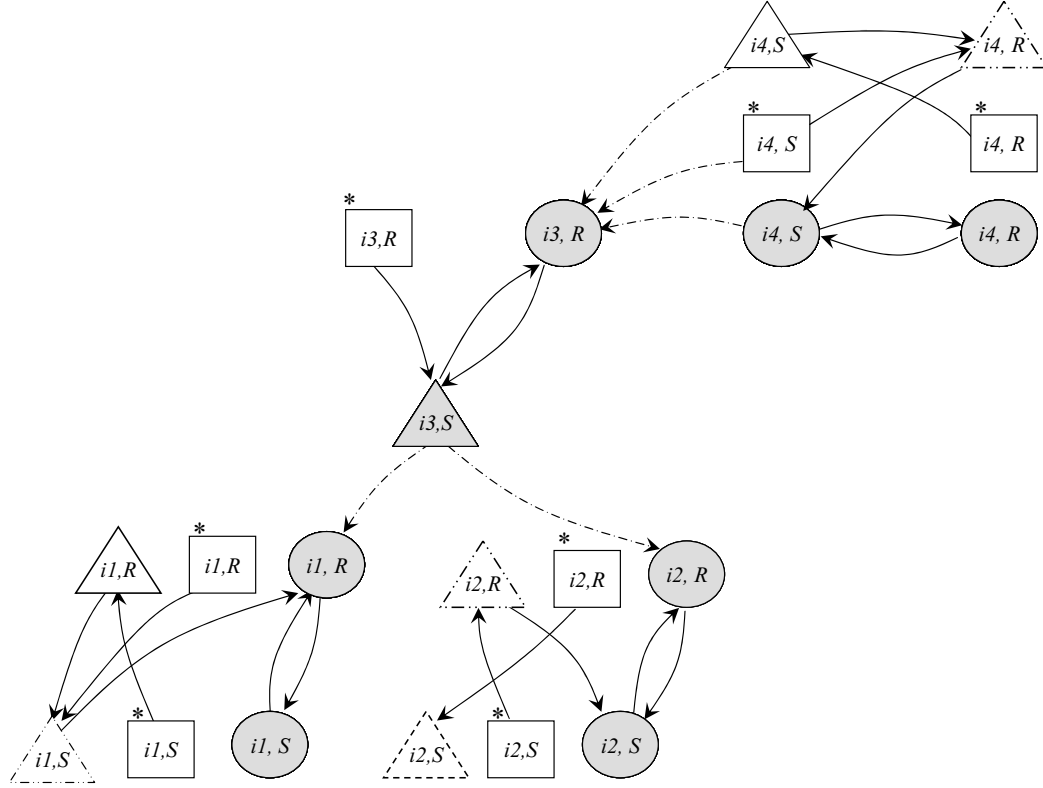 i4,S
i4, R
*
i4, S
*
i4, R
*
i3,R
i3, R
i4, S
i4, R
i3,S
i1,R
*
i1,R
i1, R
i2,R
*
i2,R
i2, R
i1,S
*
i1,S
i1, S
i2,S
*
i2,S
i2, S